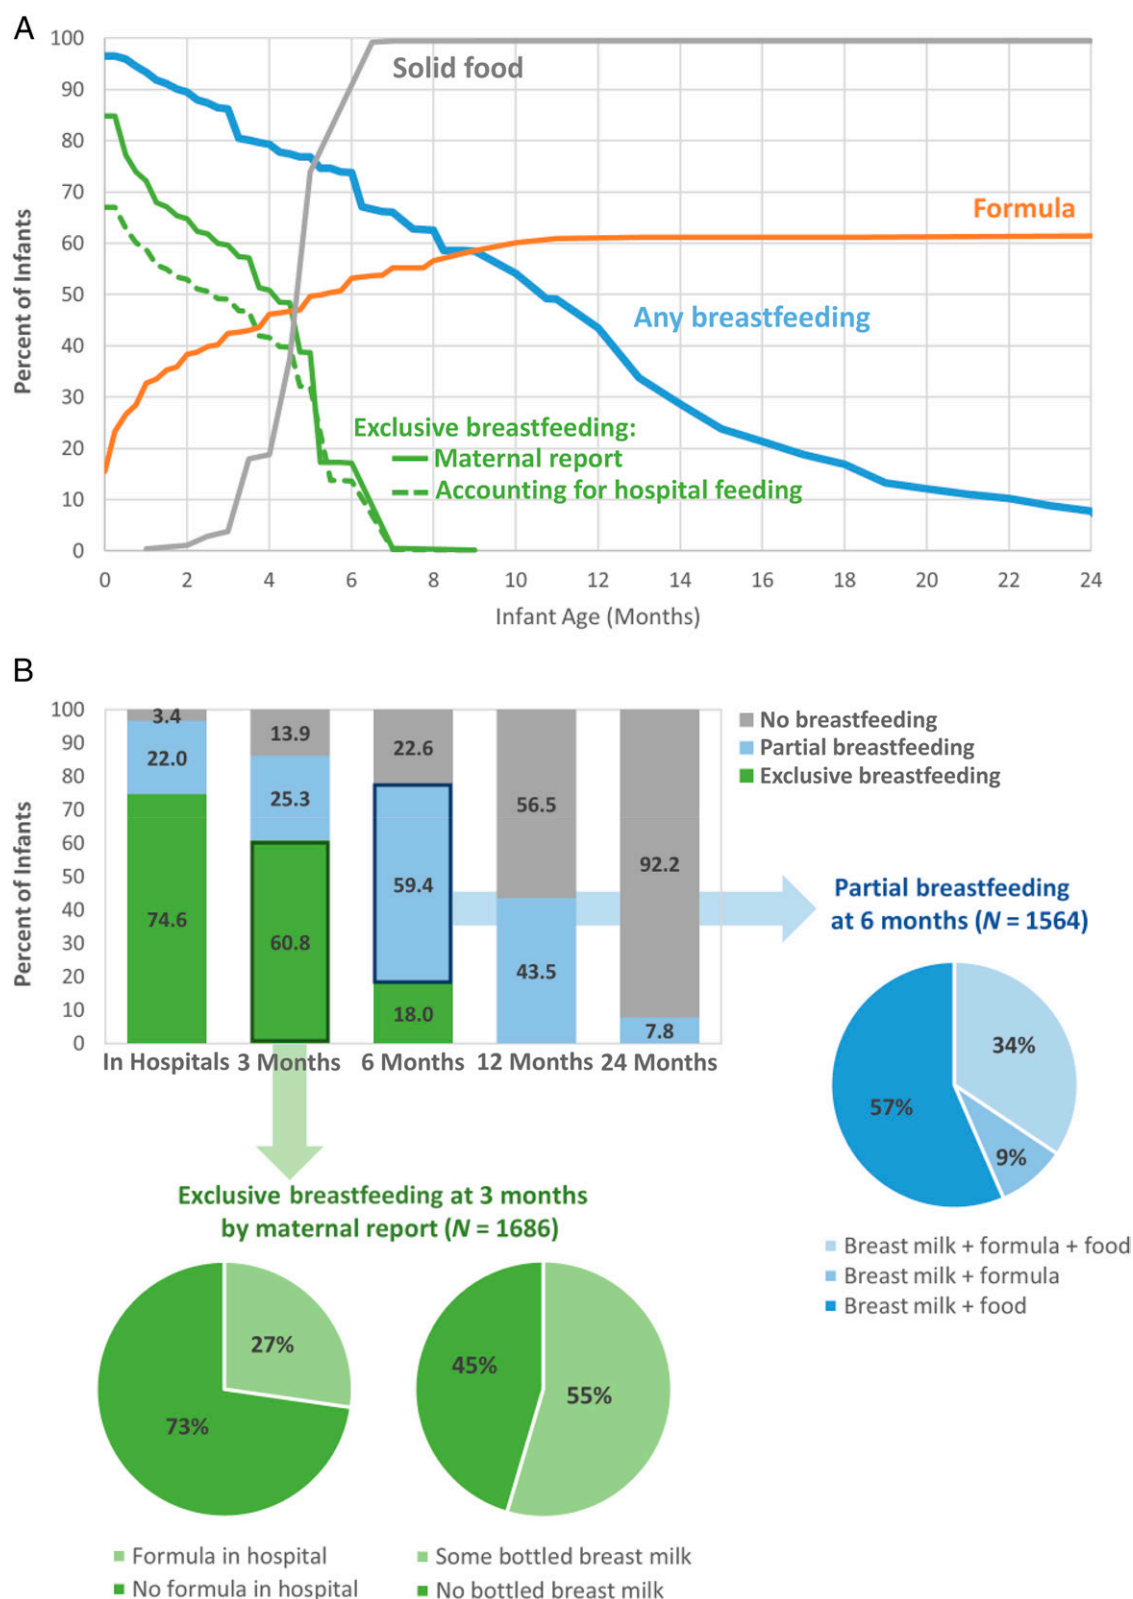 A
100
90
80
70
60
50
40
30
20
10
0
Percent of Infants
Solid food
Formula
Any breastfeeding
Exclusive breastfeeding:
Maternal report
Accounting for hospital feeding
0 2 4 6 8 10 12 14 16 18 20 22 24
Infant Age (Months)
B
100
90
80
70
60
50
40
30
20
10
0
Percent of Infants
3.4
22.0
74.6
13.9
25.3
60.8
22.6
59.4
18.0
56.5
43.5
92.2
7.8
In Hospitals 3 Months 6 Months 12 Months 24 Months
No breastfeeding
Partial breastfeeding
Exclusive breastfeeding
Partial breastfeeding
at 6 months (N = 1564)
34%
57%
9%
Breast milk + formula + food
Breast milk + formula
Breast milk + food
Exclusive breastfeeding at 3 months
by maternal report (N = 1686)
27%
73%
45%
55%
Formula in hospital
No formula in hospital
Some bottled breast milk
No bottled breast milk